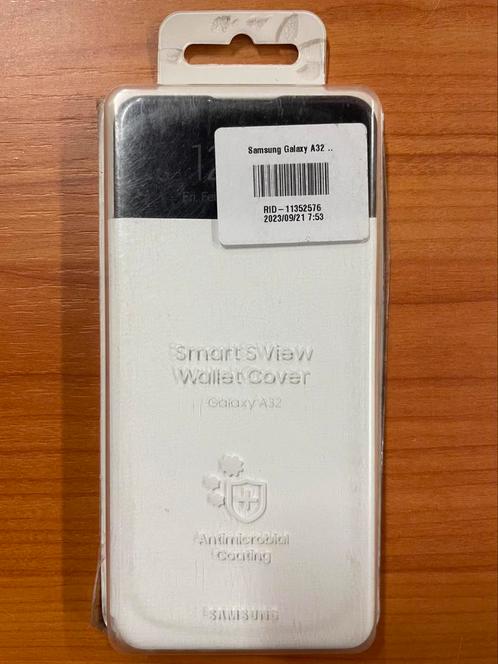 Samsung Galaxy A32 ..
RID-11352576
2023/09/21 7:53
Smart S View
Wallet Cover
Galaxy A32
Antimicrobial
Coating
SAMSUNG